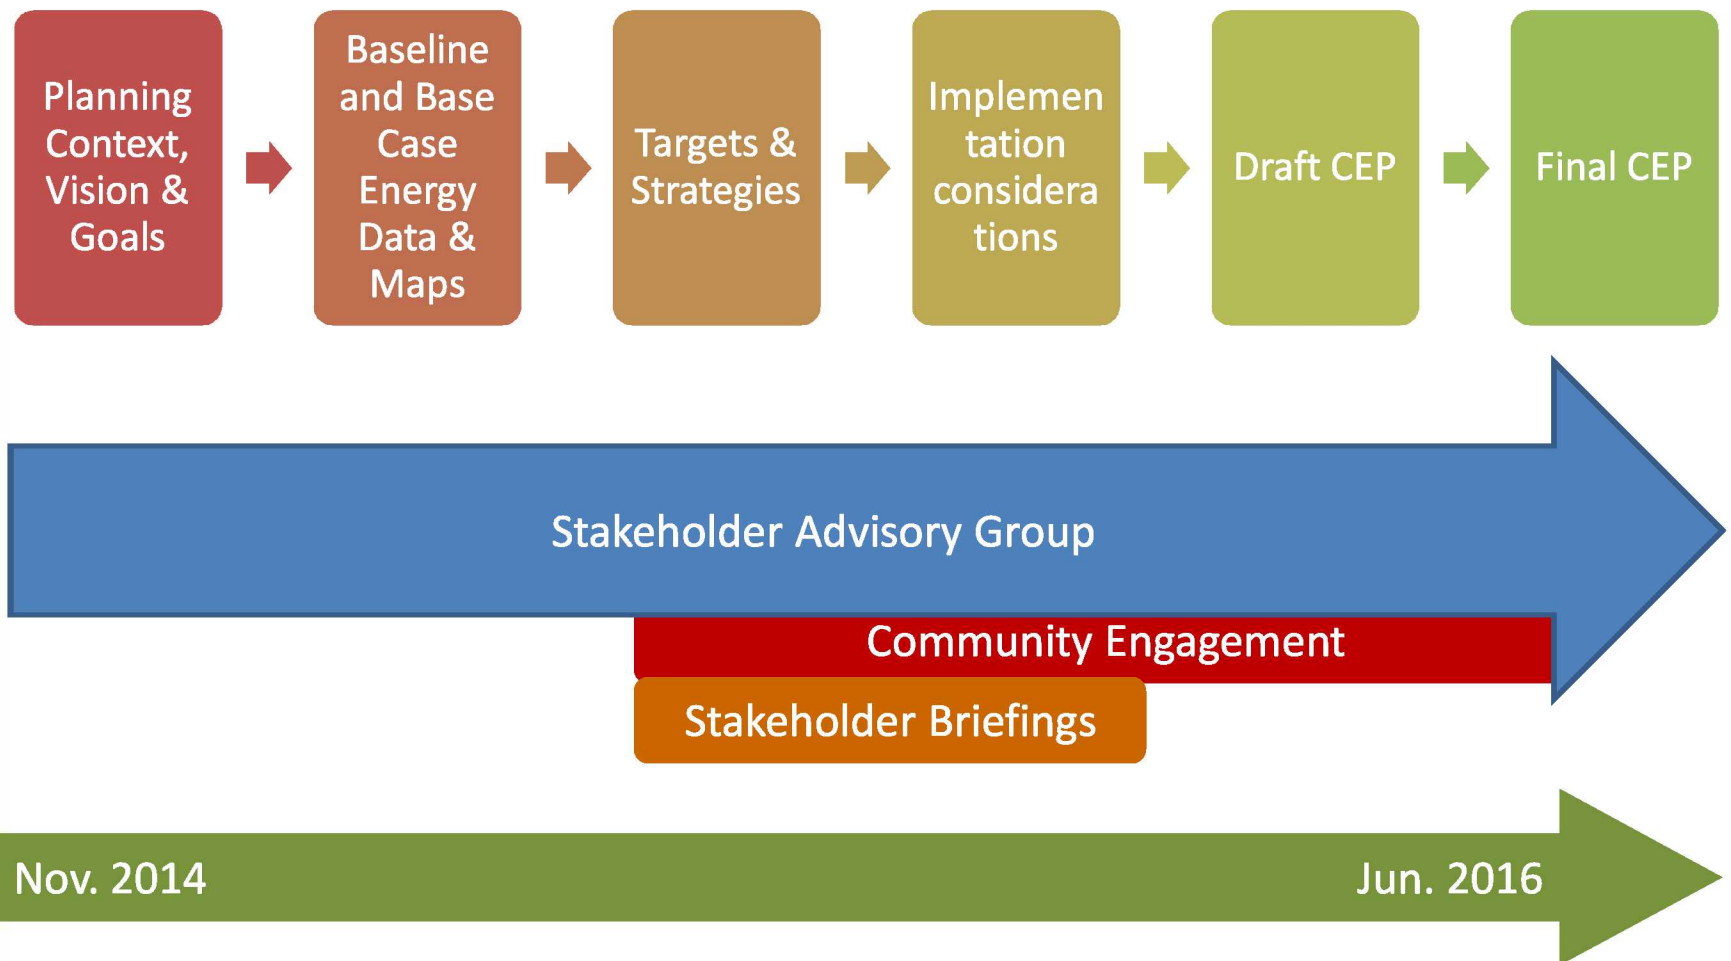 Planning
Context,
Vision &
Goals
Baseline
and Base
Case
Energy
Data &
Maps
Targets &
Strategies
Implemen
tation
considera
tions
Draft CEP
Final CEP
Stakeholder Advisory Group
Community Engagement
Stakeholder Briefings
Nov. 2014
Jun. 2016